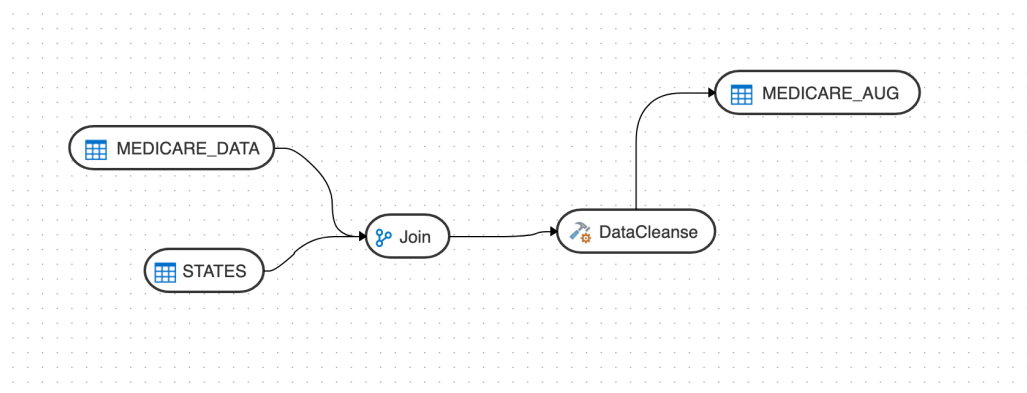 MEDICARE_AUG
MEDICARE_DATA
Join
DataCleanse
STATES